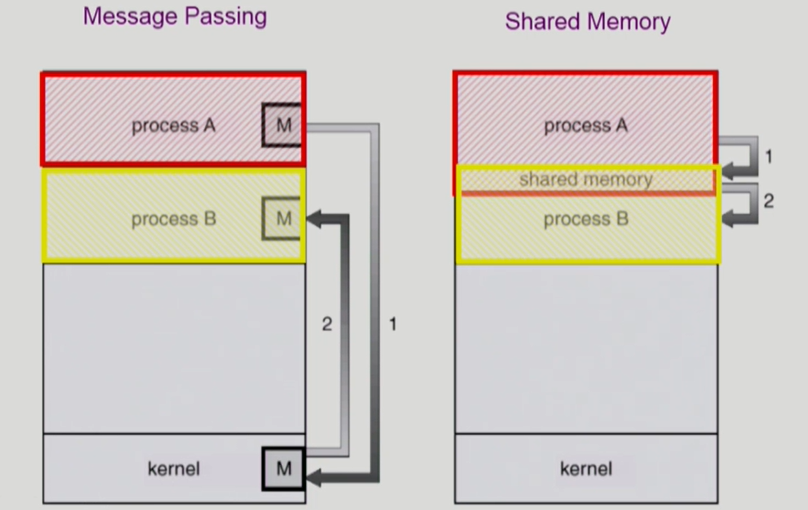 Message Passing
process A
M
process B
M
2
1
kernel
M
Shared Memory
process A
1
shared memory
2
process B
kernel